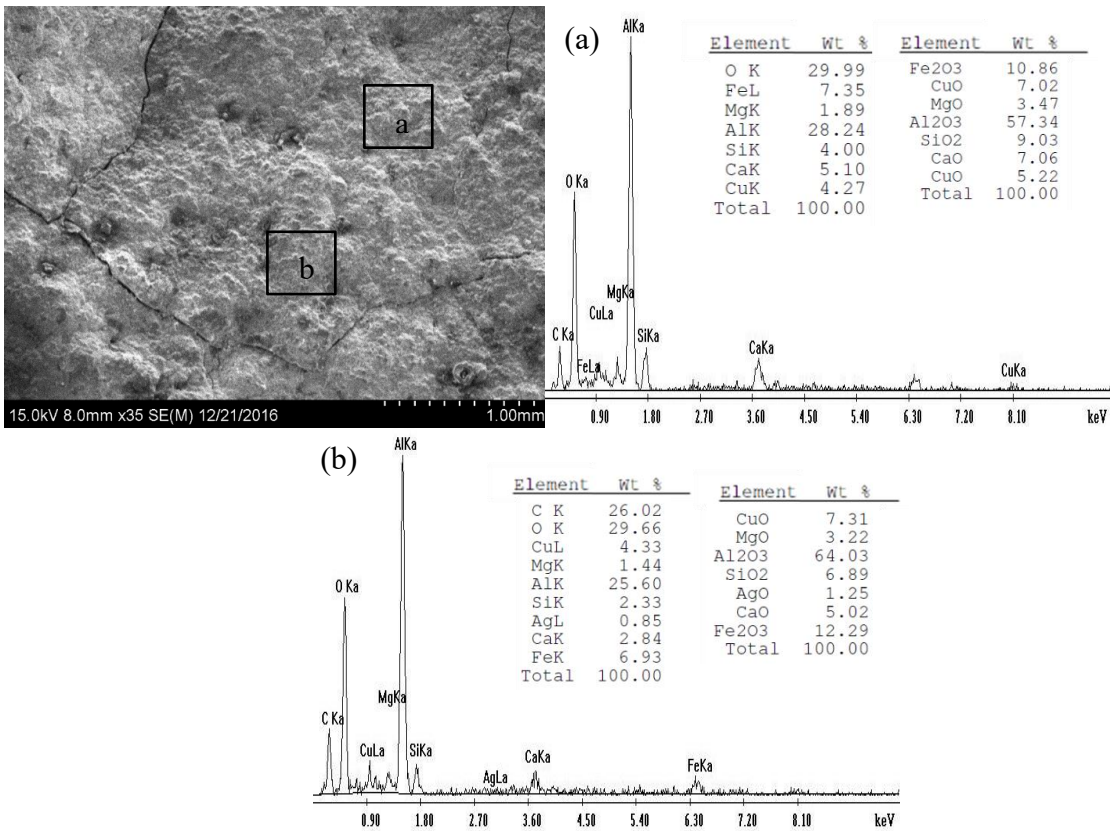 a
b
15.0kV 8.0mm x35 SE(M) 12/21/2016 1.00mm
(a)
AlKa
O Ka
MgKa
CuLa
C Ka
FeLa
SiKa
CaKa
CuKa
0.90 1.80 2.70 3.60 4.50 5.40 6.30 7.20 8.10 keV
Element Wt %
O K 29.99
FeL 7.35
MgK 1.89
AlK 28.24
SiK 4.00
CaK 5.10
CuK 4.27
Total 100.00
Element Wt %
Fe2O3 10.86
CuO 7.02
MgO 3.47
Al2O3 57.34
SiO2 9.03
CaO 7.06
CuO 5.22
Total 100.00
(b)
AlKa
O Ka
MgKa
C Ka
CuLa
SiKa
AgLa
CaKa
FeKa
0.90 1.80 2.70 3.60 4.50 5.40 6.30 7.20 8.10 keV
Element Wt %
C K 26.02
O K 29.66
CuL 4.33
MgK 1.44
AlK 25.60
SiK 2.33
AgL 0.85
CaK 2.84
FeK 6.93
Total 100.00
Element Wt %
CuO 7.31
MgO 3.22
Al2O3 64.03
SiO2 6.89
AgO 1.25
CaO 5.02
Fe2O3 12.29
Total 100.00